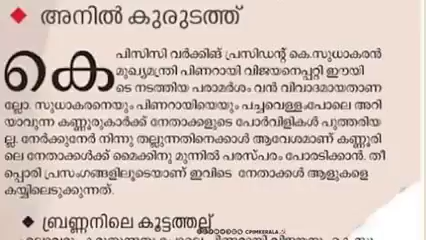 ◆ അനിൽ കുരുടത്ത്
കെപിസിസി വർക്കിങ് പ്രസിഡന്റ് കെ.സുധാകരൻ
മുഖ്യമന്ത്രി പിണറായി വിജയനെപ്പറ്റി ഈയി
ടെ നടത്തിയ പരാമർശം വൻ വിവാദമായതാണ
ല്ലോ. സുധാകരനെയും പിണറായിയെയും പച്ചവെള്ളംപോലെ അറി
യാവുന്ന കണ്ണൂരുകാർക്ക് നേതാക്കളുടെ പോർവിളികൾ പുത്തരിയ
ല്ല. നേർക്കുനേർ നിന്നു തല്ലുന്നതിനെക്കാൾ ആവേശമാണ് കണ്ണൂരി
ലെ നേതാക്കൾക്ക് മൈക്കിനു മുന്നിൽ പരസ്പരം പോരടിക്കാൻ. തീ
പ്പൊരി പ്രസംഗങ്ങളിലൂടെയാണ് ഇവിടെ നേതാക്കൾ ആളുകളെ
കയ്യിലെടുക്കുന്നത്.
◆ ബ്രണ്ണനിലെ കൂട്ടത്തല്ല്
CPIMKERALA